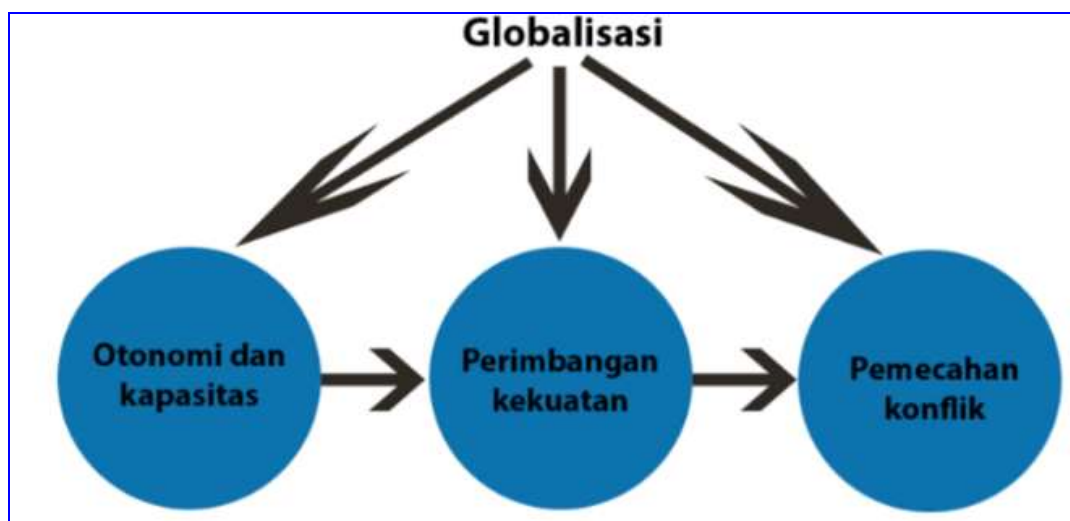 Globalisasi
Otonomi dan
kapasitas
Perimbangan
kekuatan
Pemecahan
konflik